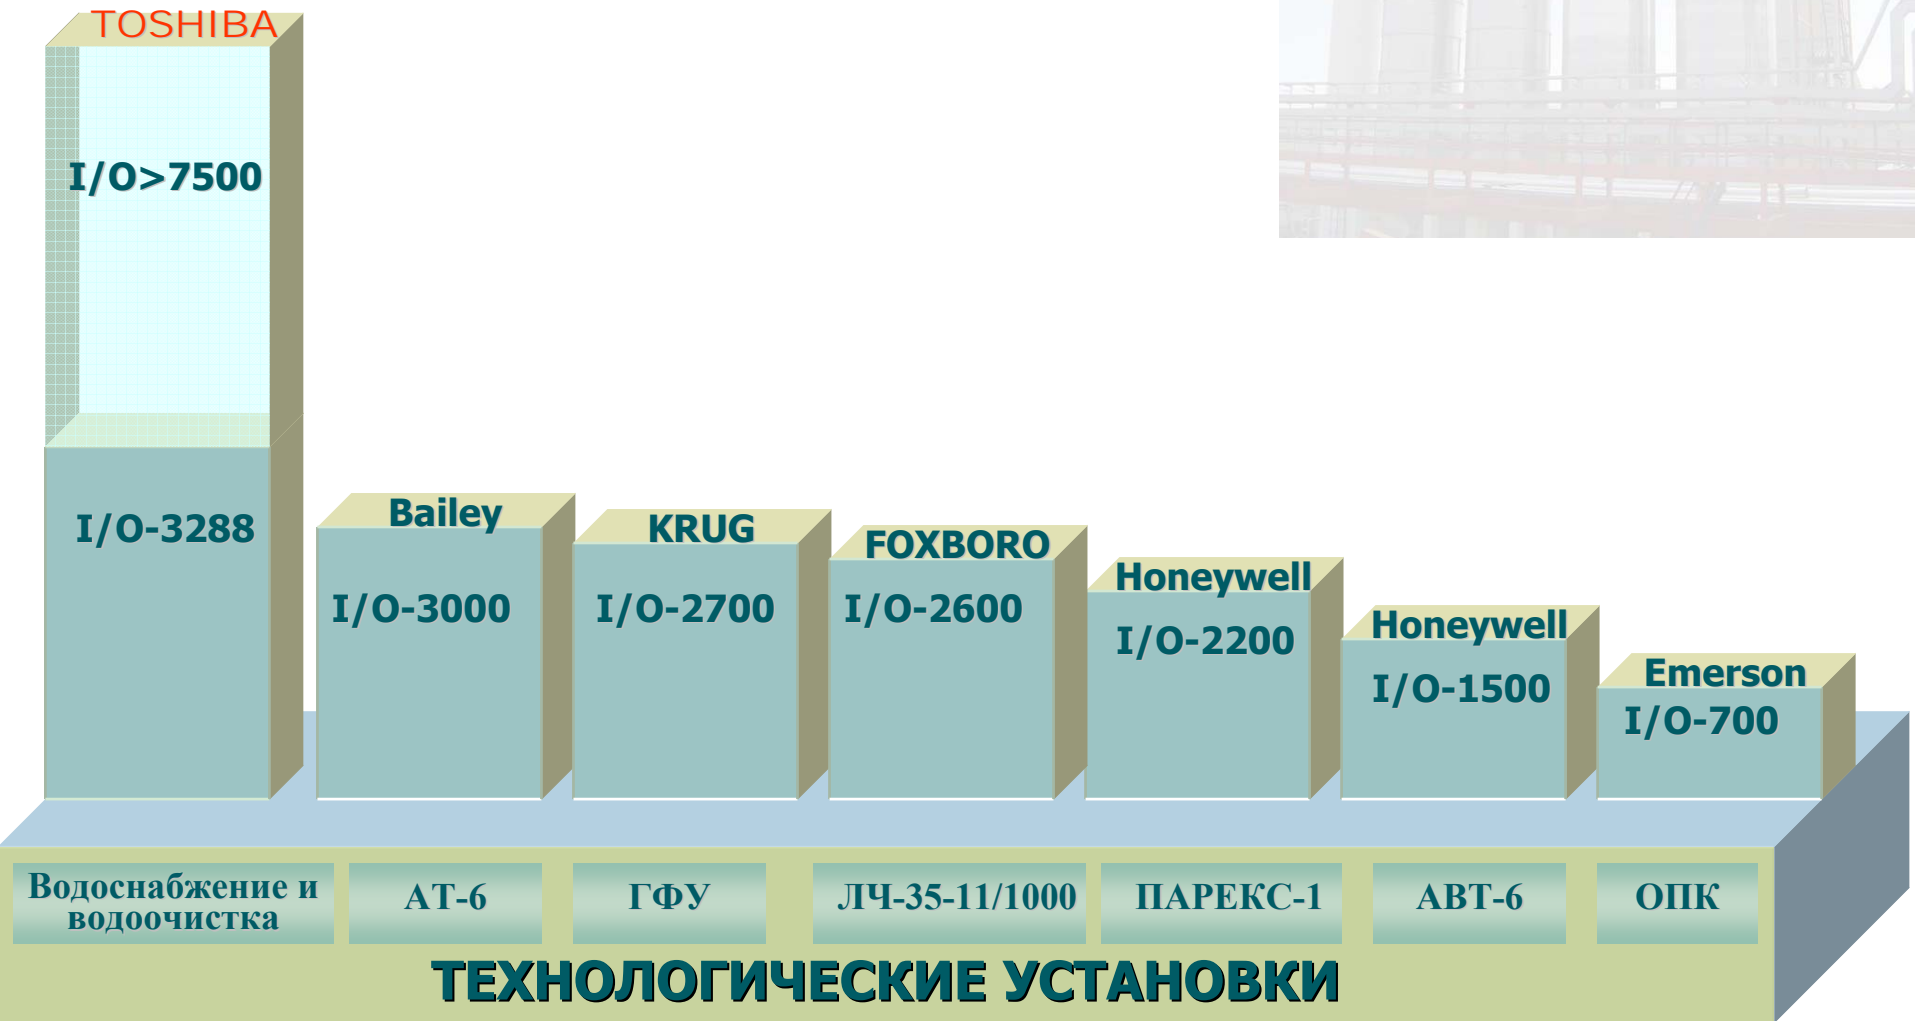 TOSHIBA
I/O>7500
I/O-3288
Bailey
I/O-3000
KRUG
I/O-2700
FOXBORO
I/O-2600
Honeywell
I/O-2200
Honeywell
I/O-1500
Emerson
I/O-700
Водоснабжение и
водоочистка
АТ-6
ГФУ
ЛЧ-35-11/1000
ПАРЕКС-1
АВТ-6
ОПК
ТЕХНОЛОГИЧЕСКИЕ УСТАНОВКИ